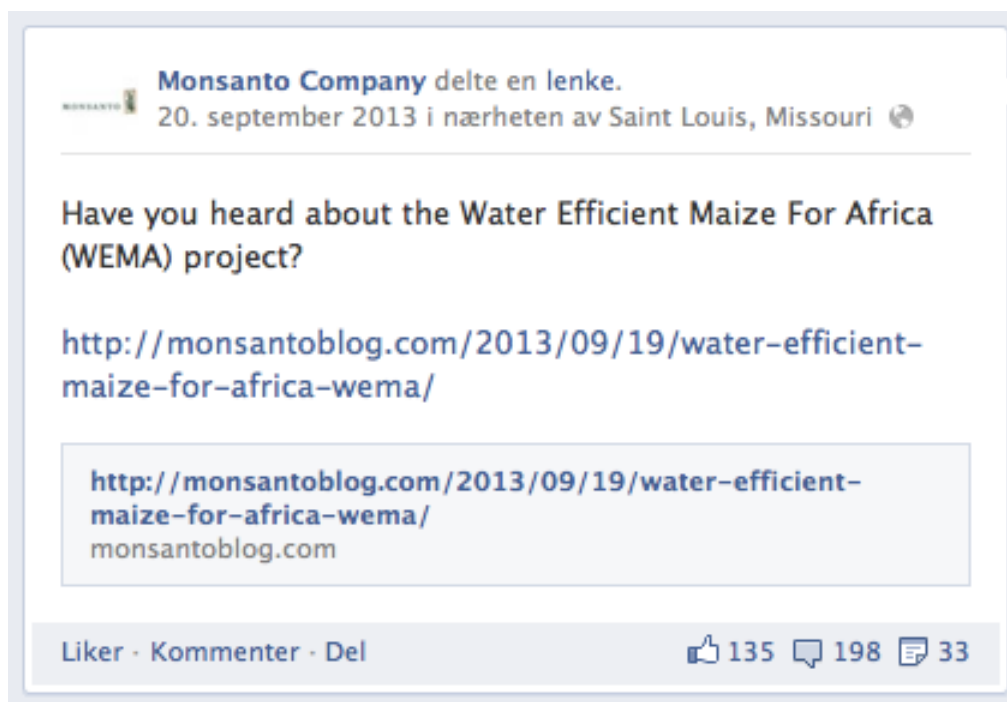 MONSANTO
Monsanto Company delte en lenke.
20. september 2013 i nærheten av Saint Louis, Missouri
Have you heard about the Water Efficient Maize For Africa
(WEMA) project?
http://monsantoblog.com/2013/09/19/water-efficient-
maize-for-africa-wema/
http://monsantoblog.com/2013/09/19/water-efficient-
maize-for-africa-wema/
monsantoblog.com
Liker · Kommenter · Del 135 198 33